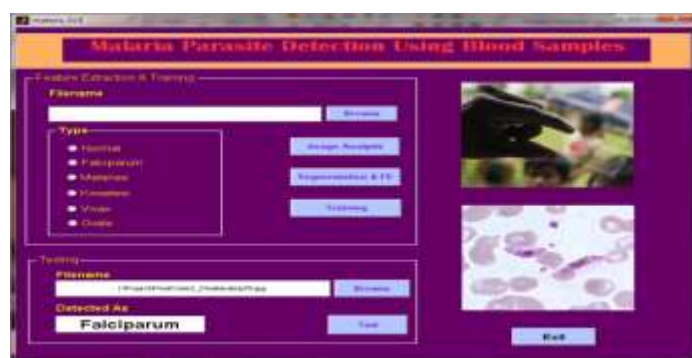 malaria_GUI
Malaria Parasite Detection Using Blood Samples
Feature Extraction & Training
Filename
Browse
Type
Image Analysis
Normal
Falciparum
Segmentation & FE
Malariae
Knowlesi
Training
Vivax
Ovale
Testing
Filename
Browse
Detected As
Falciparum
Test
Exit